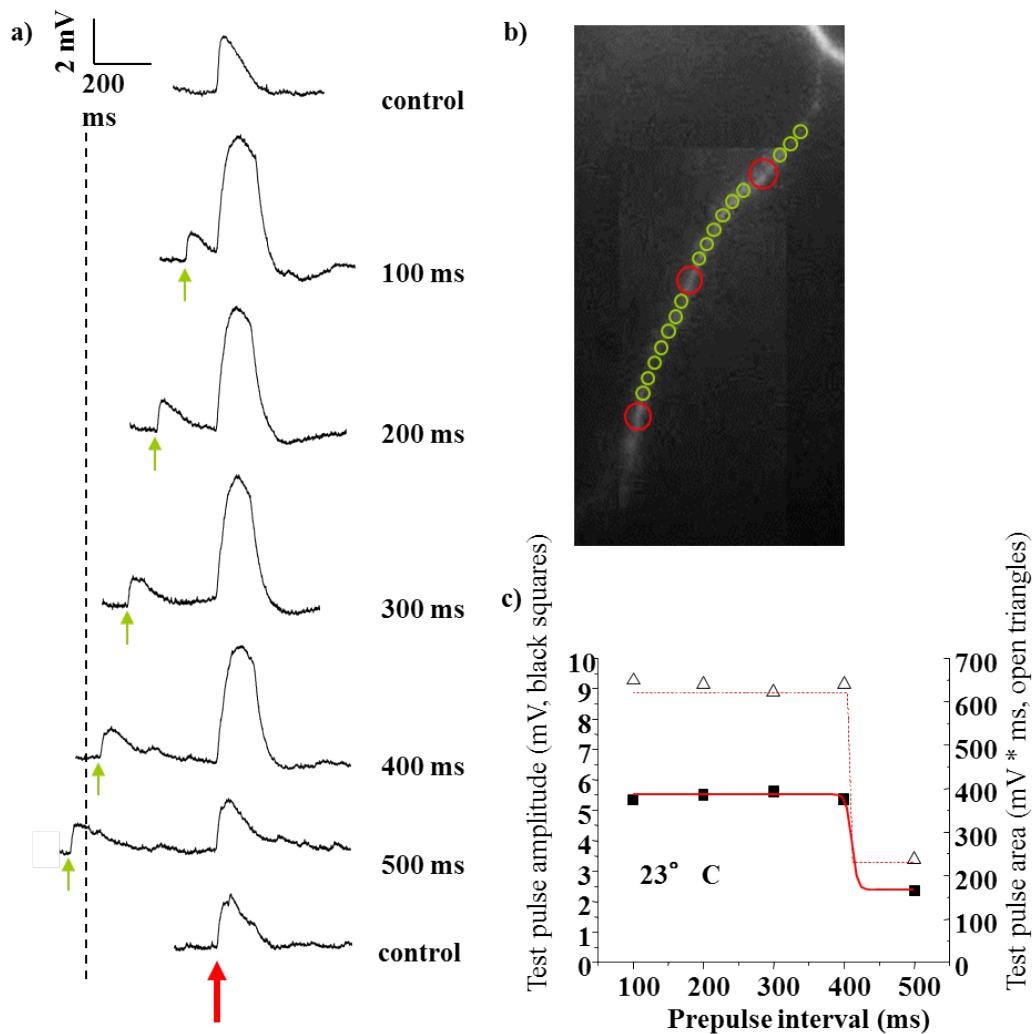 a)
2 mV
200
ms
control
100 ms
200 ms
300 ms
400 ms
500 ms
control
b)
c)
Test pulse amplitude (mV, black squares)
10
9
8
7
6
5
4
3
2
1
0
23° C
700
600
500
400
300
200
100
0
Test pulse area (mV * ms, open triangles)
100 200 300 400 500
Prepulse interval (ms)